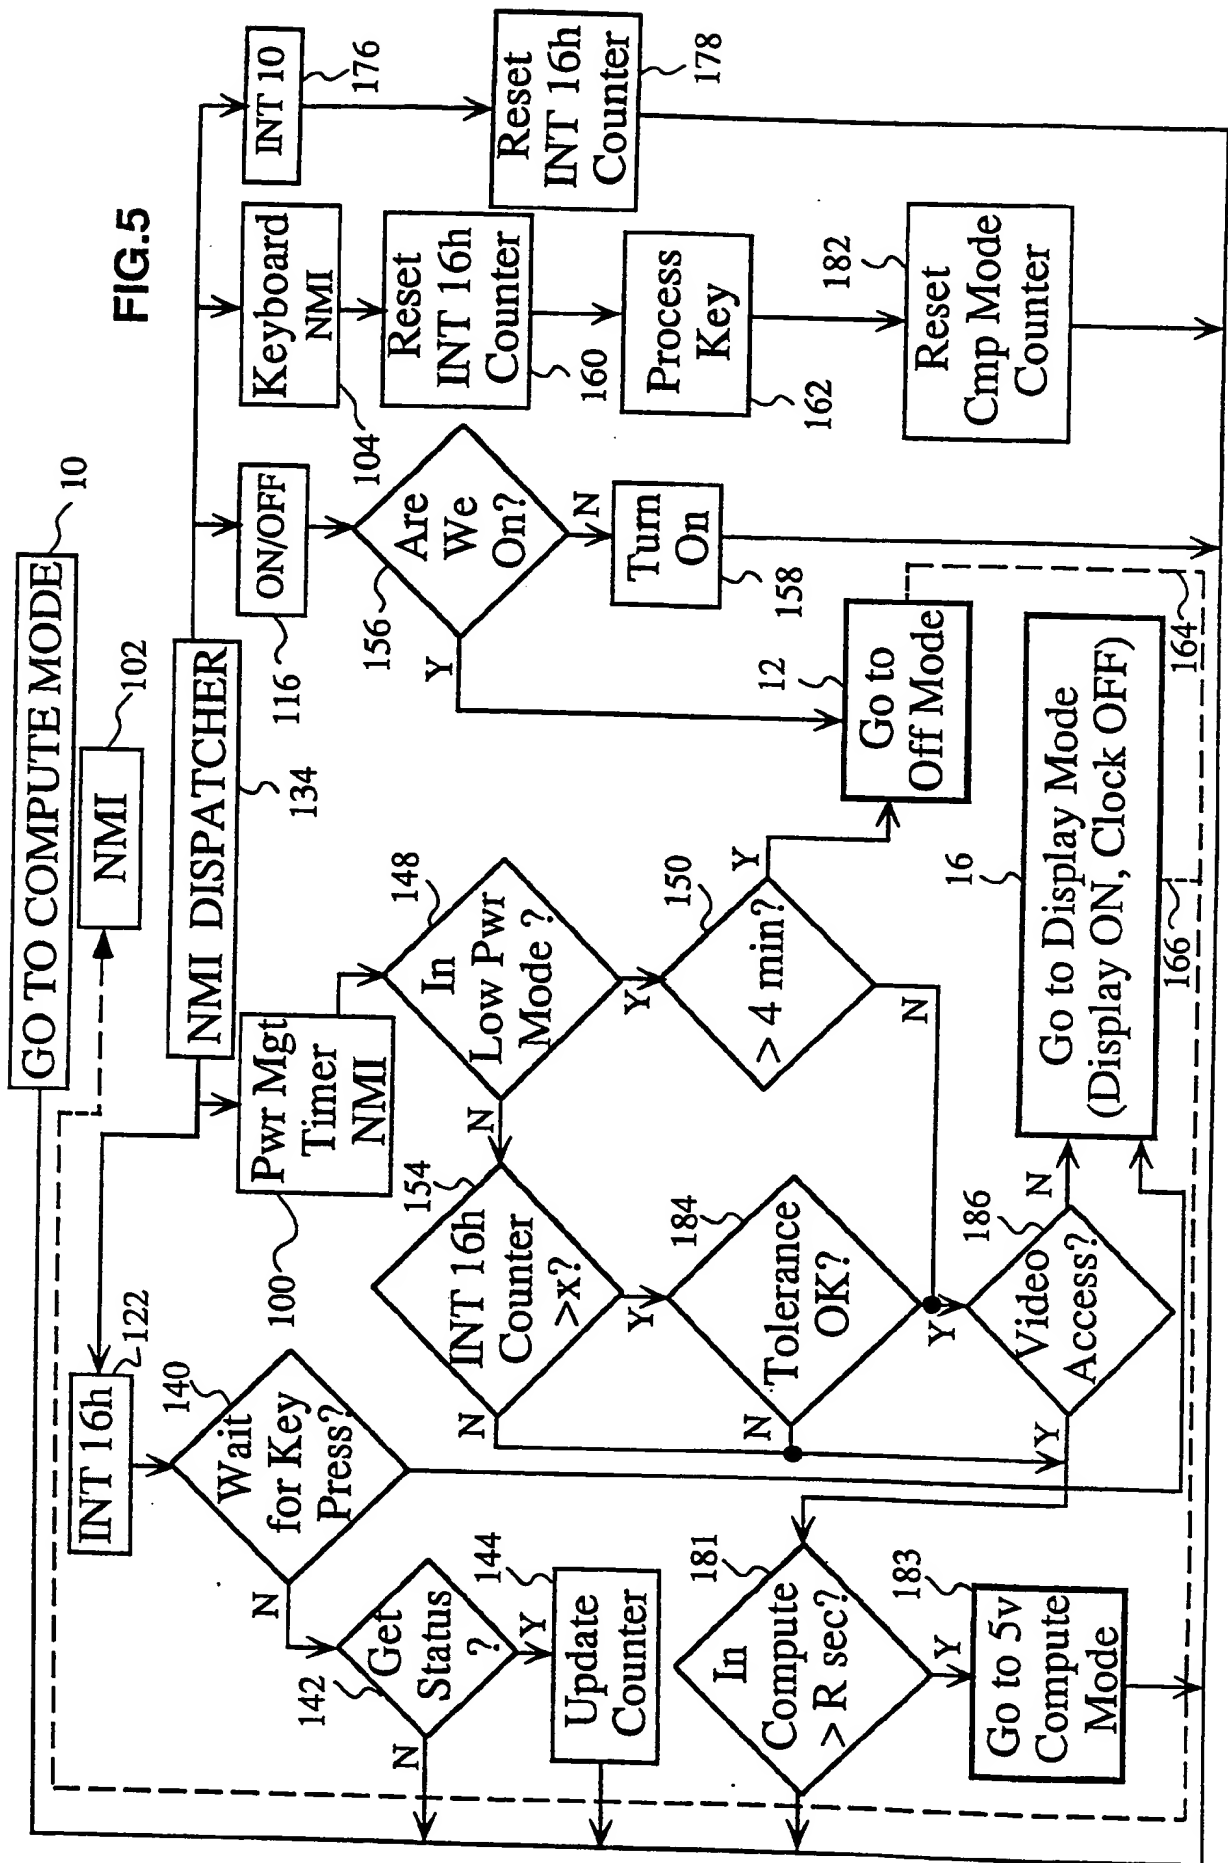 FIG.5
GO TO COMPUTE MODE
10
NMI
102
NMI DISPATCHER
134
INT 16h
122
Wait
for Key
Press?
140
N
Get
Status
?
142
N
Y
Update
Counter
144
Pwr Mgt
Timer
NMI
100
In
Low Pwr
Mode ?
148
N
Y
INT 16h
Counter
>x?
154
N
Y
> 4 min?
150
Y
N
Tolerance
OK?
184
N
Y
Video
Access?
186
N
Y
In
Compute
>R sec?
181
Y
Go to 5v
Compute
Mode
183
Go to Display Mode
(Display ON, Clock OFF)
16
166
Go to
Off Mode
12
164
ON/OFF
116
Are
We
On?
156
Y
N
Turn
On
158
Keyboard
NMI
104
Reset
INT 16h
Counter
160
Process
Key
162
Reset
Cmp Mode
Counter
182
INT 10
176
Reset
INT 16h
Counter
178